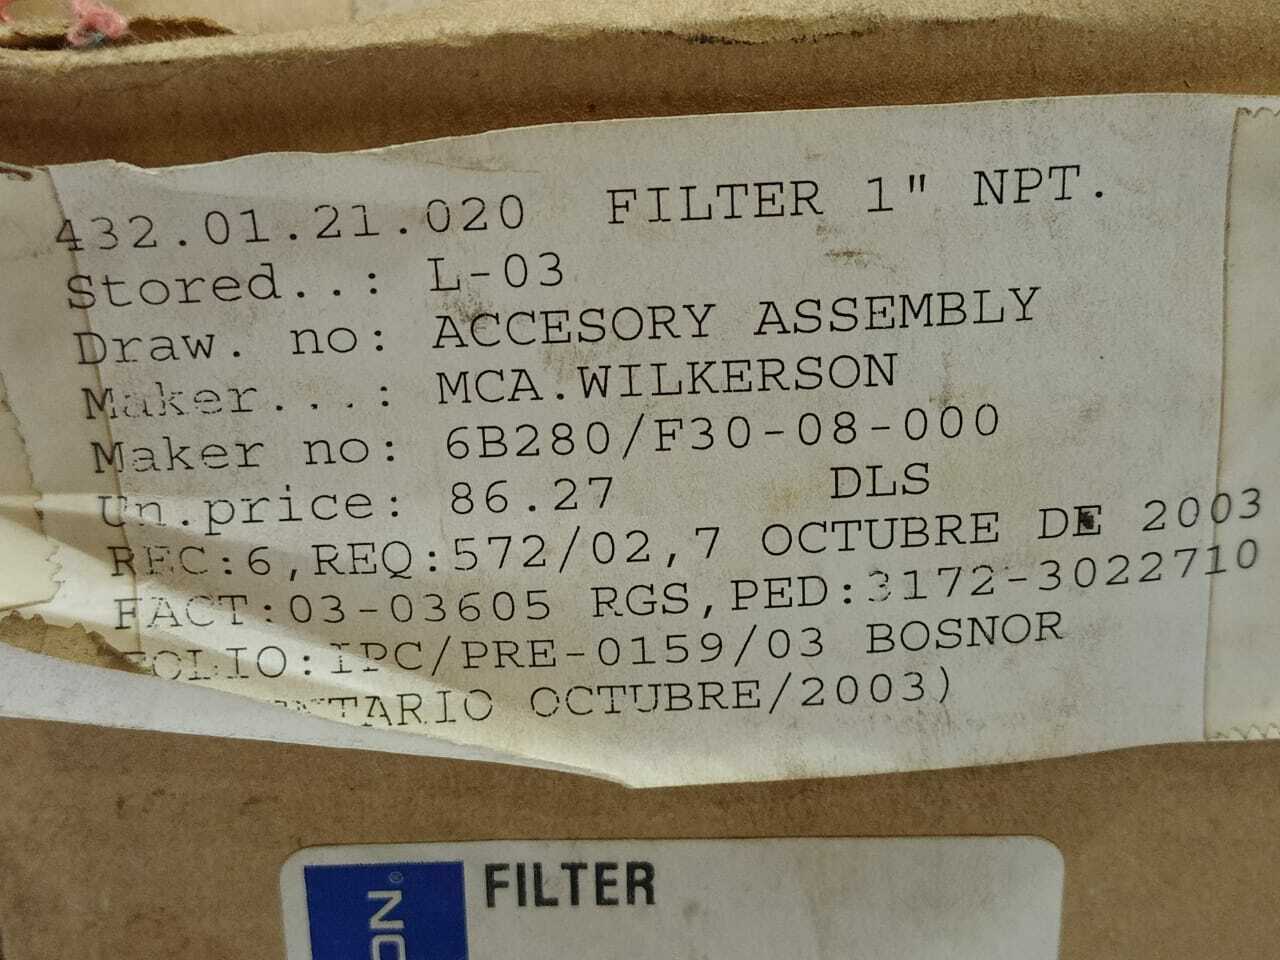 432.01.21.020 FILTER 1" NPT.
Stored..: L-03
Draw. no: ACCESORY ASSEMBLY
Maker...: MCA.WILKERSON
Maker no: 6B280/F30-08-000
Un.price: 86.27 DLS
REC:6,REQ:572/02,7 OCTUBRE DE 2003
FACT:03-03605 RGS,PED:3172-3022710
FOLIO:IPC/PRE-0159/03 BOSNOR
OCTUBRE/2003)
FILTER
ON®